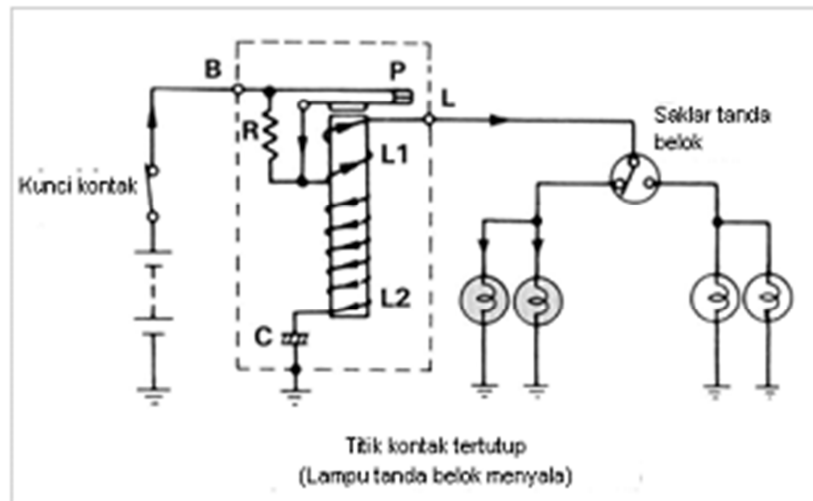 B
P
L
Saklar tanda
belok
R
L1
Kunci kontak
L2
C
Titik kontak tertutup
(Lampu tanda belok menyala)